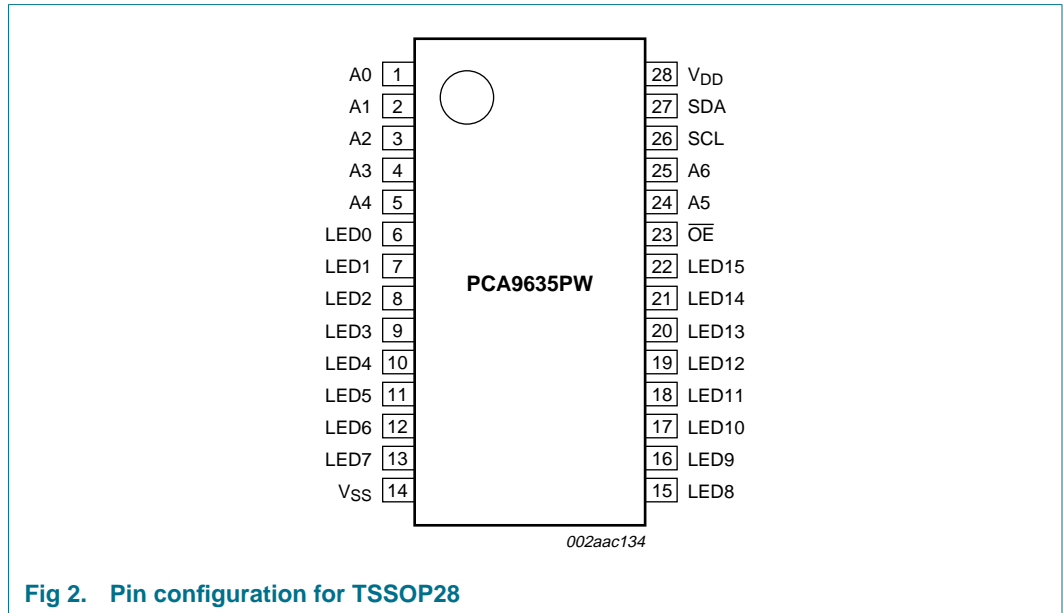 A0 1 28 VDD
A1 2 27 SDA
A2 3 26 SCL
A3 4 25 A6
A4 5 24 A5
LED0 6 23 O̅E̅
LED1 7 22 LED15
PCA9635PW
LED2 8 21 LED14
LED3 9 20 LED13
LED4 10 19 LED12
LED5 11 18 LED11
LED6 12 17 LED10
LED7 13 16 LED9
VSS 14 15 LED8
002aac134
Fig 2. Pin configuration for TSSOP28